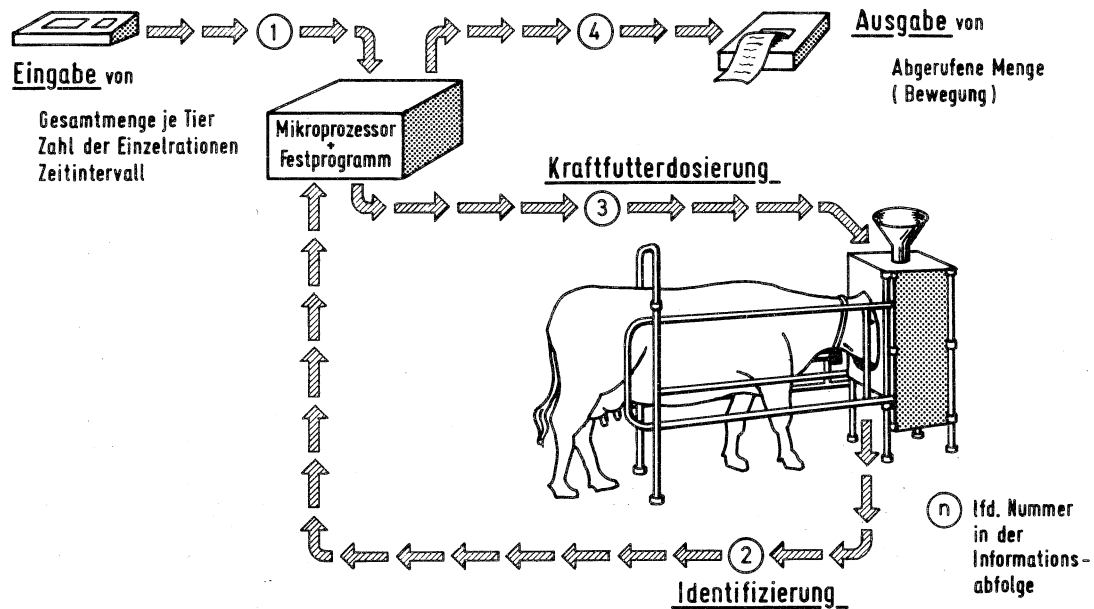 1
4
Ausgabe von
Eingabe von
Abgerufene Menge
( Bewegung )
Gesamtmenge je Tier
Zahl der Einzelrationen
Zeitintervall
Mikroprozessor
+
Festprogramm
Kraftfutterdosierung
3
n
lfd. Nummer
in der
Informations-
abfolge
2
Identifizierung